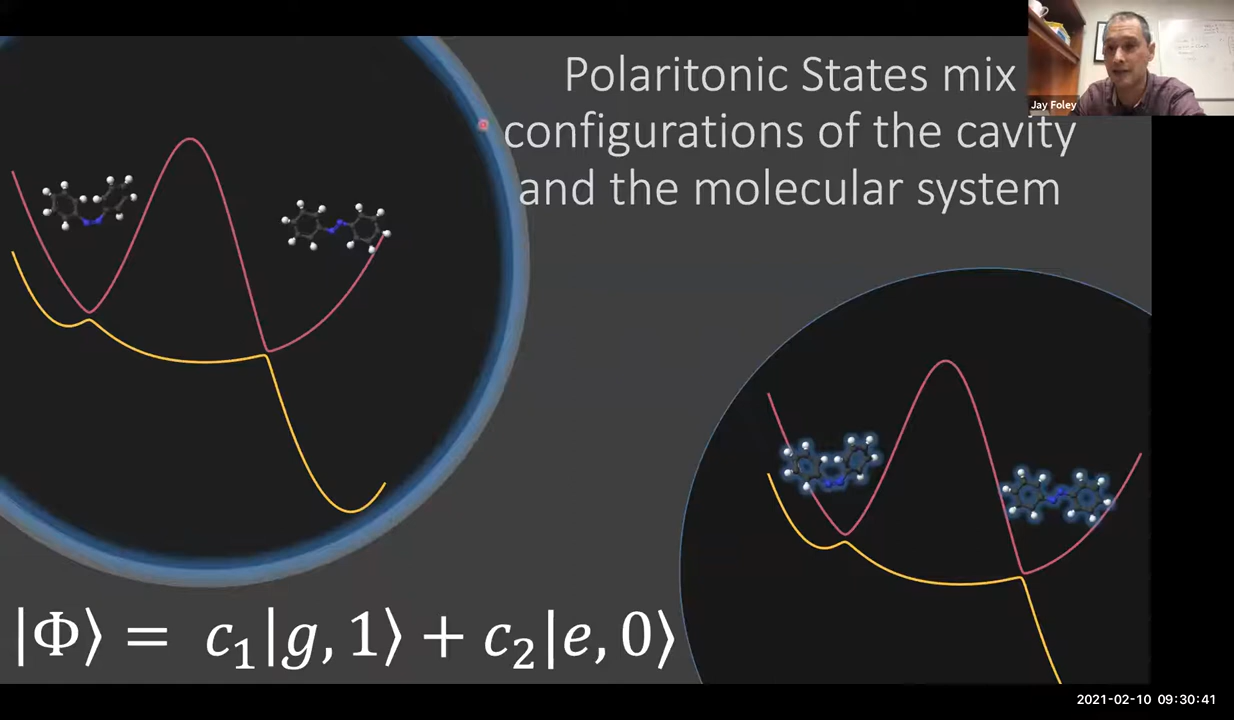 Polaritonic States mix
configurations of the cavity
and the molecular system
Jay Foley
|Φ⟩ = c₁|g, 1⟩ + c₂|e, 0⟩
2021-02-10 09:30:41